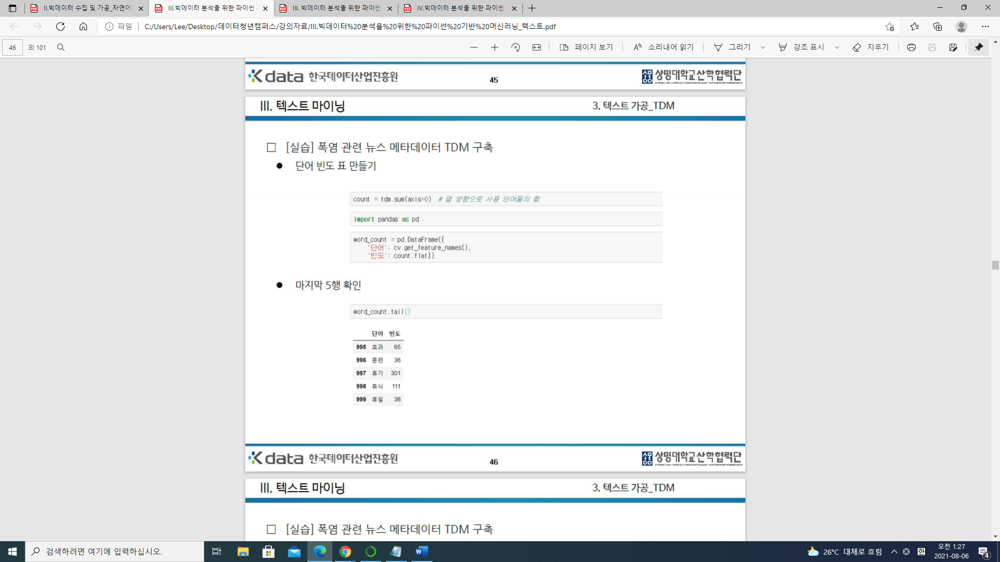 II.빅데이터 수집 및 가공_자연어
III.빅데이터 분석을 위한 파이썬
III. 빅데이터 분석을 위한 파이썬
IV.빅데이터 분석을 위한 파이썬
파일 C:/Users/Lee/Desktop/데이터청년캠퍼스/강의자료/III.빅데이터%20분석을%20위한%20파이썬%20기반%20머신러닝_텍스트.pdf
46 의 101 페이지 보기 소리내어 읽기 그리기 강조 표시 지우기
K data 한국데이터산업진흥원 45 상명대학교산학협력단
III. 텍스트 마이닝 3. 텍스트 가공_TDM
□ [실습] 폭염 관련 뉴스 메타데이터 TDM 구축
● 단어 빈도 표 만들기
count = tdm.sum(axis=0) # 열 방향으로 사용 단어들의 합
import pandas as pd
word_count = pd.DataFrame({
'단어': cv.get_feature_names(),
'빈도': count.flat})
● 마지막 5행 확인
word_count.tail()
단어 빈도
995 효과 65
996 훈련 36
997 휴가 301
998 휴식 111
999 휴일 36
K data 한국데이터산업진흥원 46 상명대학교산학협력단
III. 텍스트 마이닝 3. 텍스트 가공_TDM
□ [실습] 폭염 관련 뉴스 메타데이터 TDM 구축
검색하려면 여기에 입력하십시오.
26°C 대체로 흐림 한 오전 1:27
2021-08-06 4